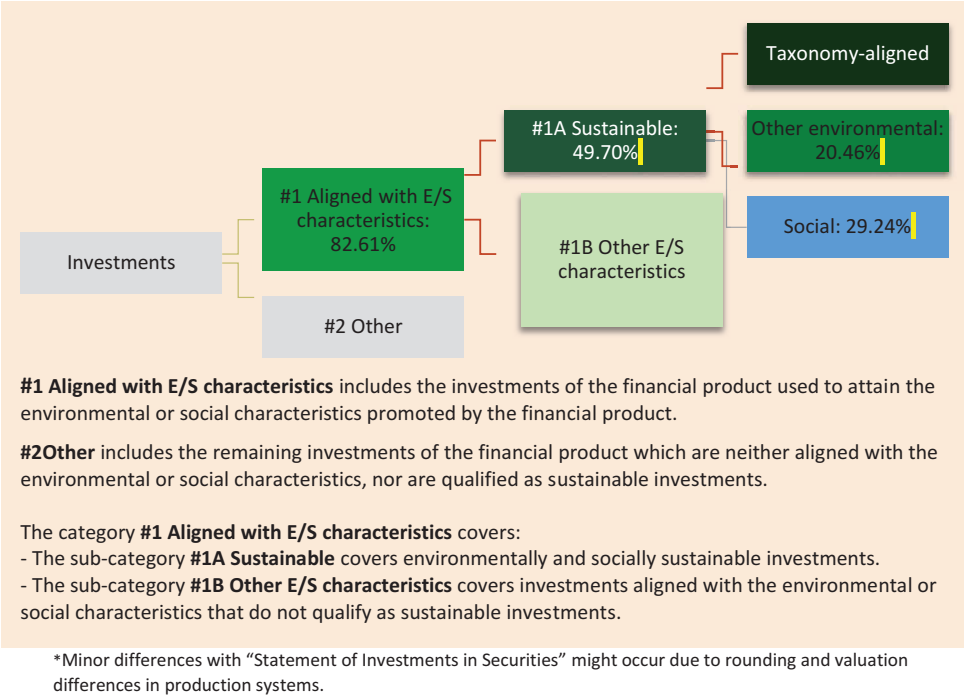 Taxonomy-aligned
#1A Sustainable:
49.70%
Other environmental:
20.46%
#1 Aligned with E/S
characteristics:
82.61%
Social: 29.24%
Investments
#1B Other E/S
characteristics
#2 Other
#1 Aligned with E/S characteristics includes the investments of the financial product used to attain the
environmental or social characteristics promoted by the financial product.
#2Other includes the remaining investments of the financial product which are neither aligned with the
environmental or social characteristics, nor are qualified as sustainable investments.
The category #1 Aligned with E/S characteristics covers:
- The sub-category #1A Sustainable covers environmentally and socially sustainable investments.
- The sub-category #1B Other E/S characteristics covers investments aligned with the environmental or
social characteristics that do not qualify as sustainable investments.
*Minor differences with “Statement of Investments in Securities” might occur due to rounding and valuation
differences in production systems.